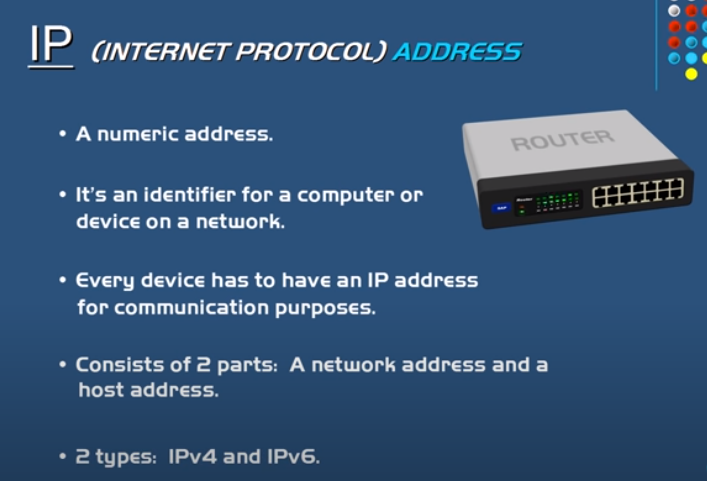 IP (INTERNET PROTOCOL) ADDRESS
• A numeric address.
ROUTER
• It's an identifier for a computer or
device on a network.
• Every device has to have an IP address
for communication purposes.
• Consists of 2 parts: A network address and a
host address.
• 2 types: IPv4 and IPv6.